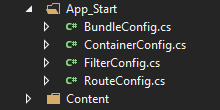 App_Start
C# BundleConfig.cs
C# ContainerConfig.cs
C# FilterConfig.cs
C# RouteConfig.cs
Content